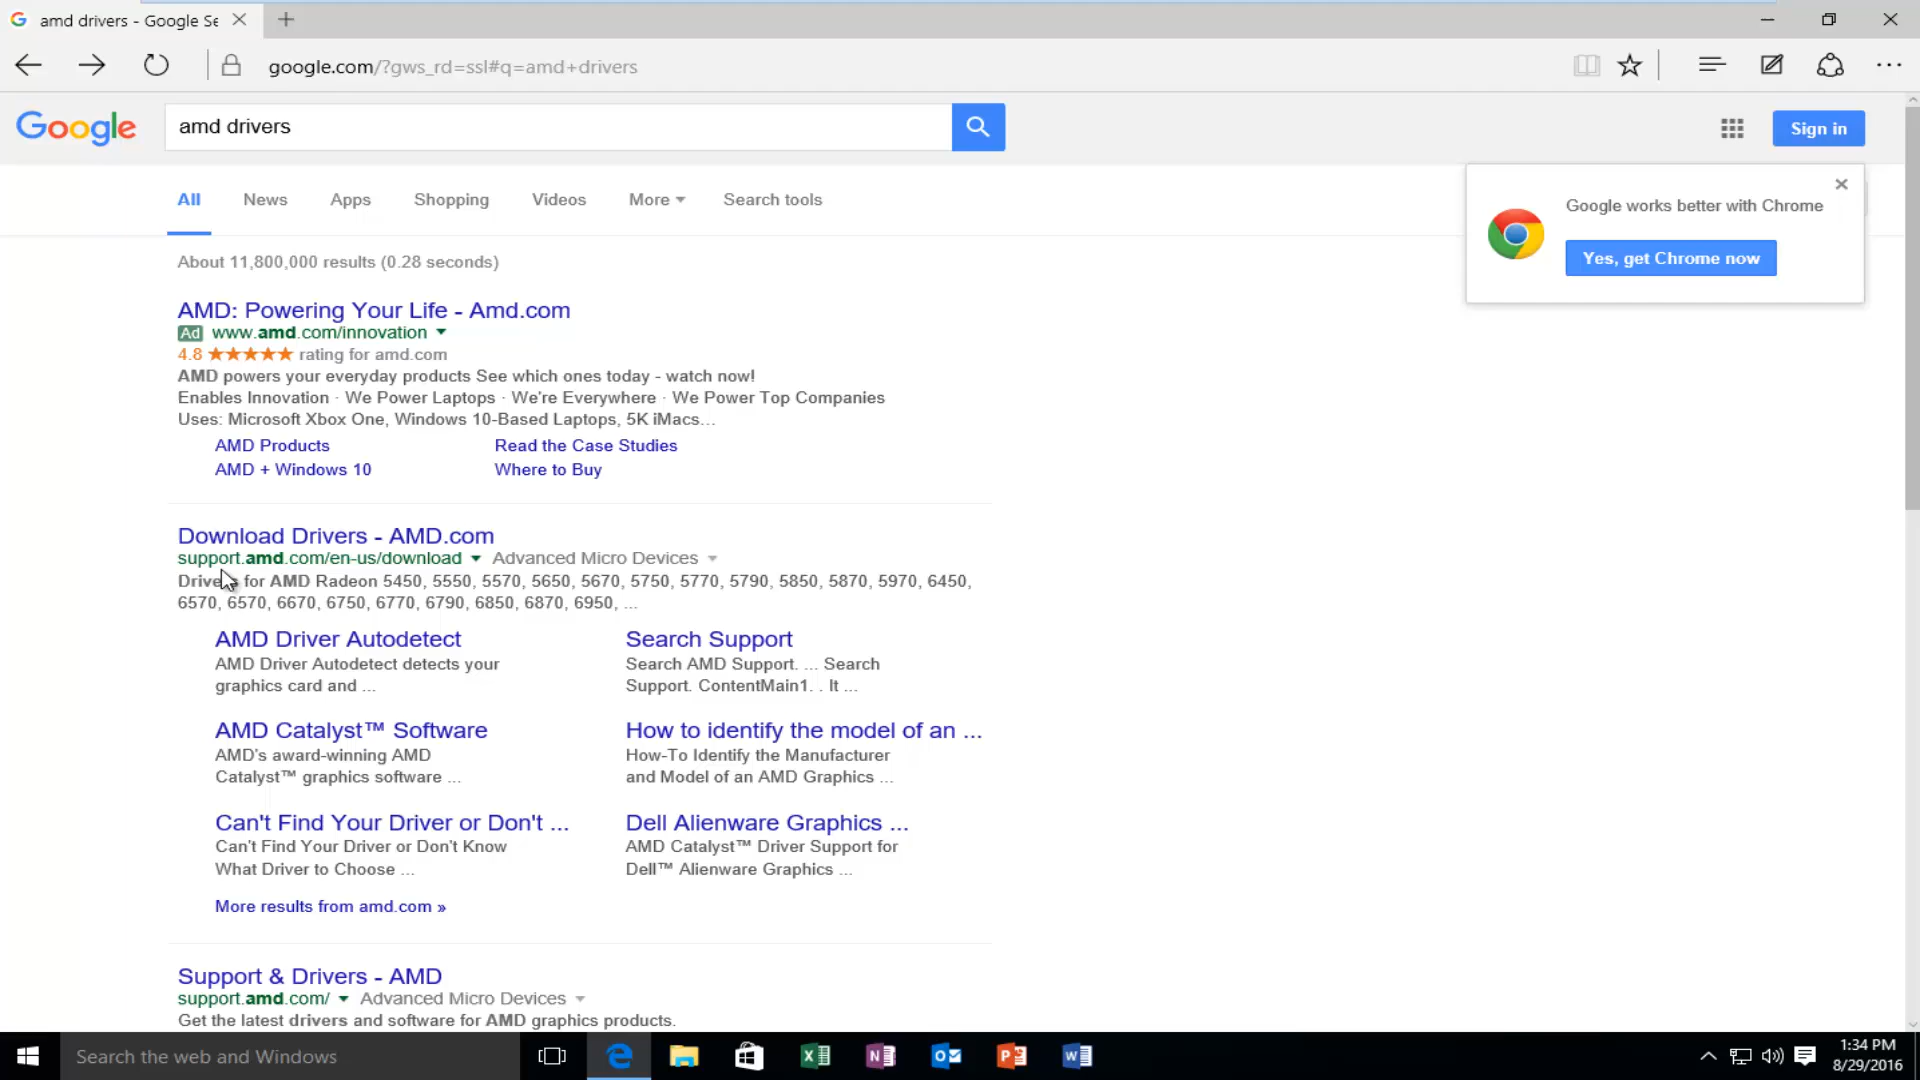 amd drivers - Google Se
google.com/?gws_rd=ssl#q=amd+drivers
Google
amd drivers
Sign in
All News Apps Shopping Videos More Search tools
Google works better with Chrome
Yes, get Chrome now
About 11,800,000 results (0.28 seconds)
AMD: Powering Your Life - Amd.com
Ad www.amd.com/innovation
4.8 ★★★★★ rating for amd.com
AMD powers your everyday products See which ones today - watch now!
Enables Innovation · We Power Laptops · We're Everywhere · We Power Top Companies
Uses: Microsoft Xbox One, Windows 10-Based Laptops, 5K iMacs...
AMD Products Read the Case Studies
AMD + Windows 10 Where to Buy
Download Drivers - AMD.com
support.amd.com/en-us/download Advanced Micro Devices
Drivers for AMD Radeon 5450, 5550, 5570, 5650, 5670, 5750, 5770, 5790, 5850, 5870, 5970, 6450,
6570, 6570, 6670, 6750, 6770, 6790, 6850, 6870, 6950, ...
AMD Driver Autodetect
AMD Driver Autodetect detects your
graphics card and ...
Search Support
Search AMD Support. ... Search
Support. ContentMain1. . It ...
AMD Catalyst™ Software
AMD's award-winning AMD
Catalyst™ graphics software ...
How to identify the model of an ...
How-To Identify the Manufacturer
and Model of an AMD Graphics ...
Can't Find Your Driver or Don't ...
Can't Find Your Driver or Don't Know
What Driver to Choose ...
Dell Alienware Graphics ...
AMD Catalyst™ Driver Support for
Dell™ Alienware Graphics ...
More results from amd.com »
Support & Drivers - AMD
support.amd.com/ Advanced Micro Devices
Get the latest drivers and software for AMD graphics products.
Search the web and Windows
1:34 PM
8/29/2016